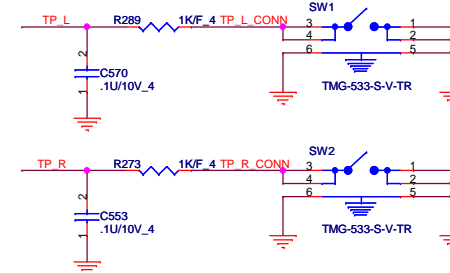 SW1
TP_L R289 1K/F_4 TP_L_CONN 3 1
4 2
6 5
2
C570
.1U/10V_4
1
TMG-533-S-V-TR
SW2
TP_R R273 1K/F_4 TP_R_CONN 3 1
4 2
6 5
2
C553
.1U/10V_4
1
TMG-533-S-V-TR